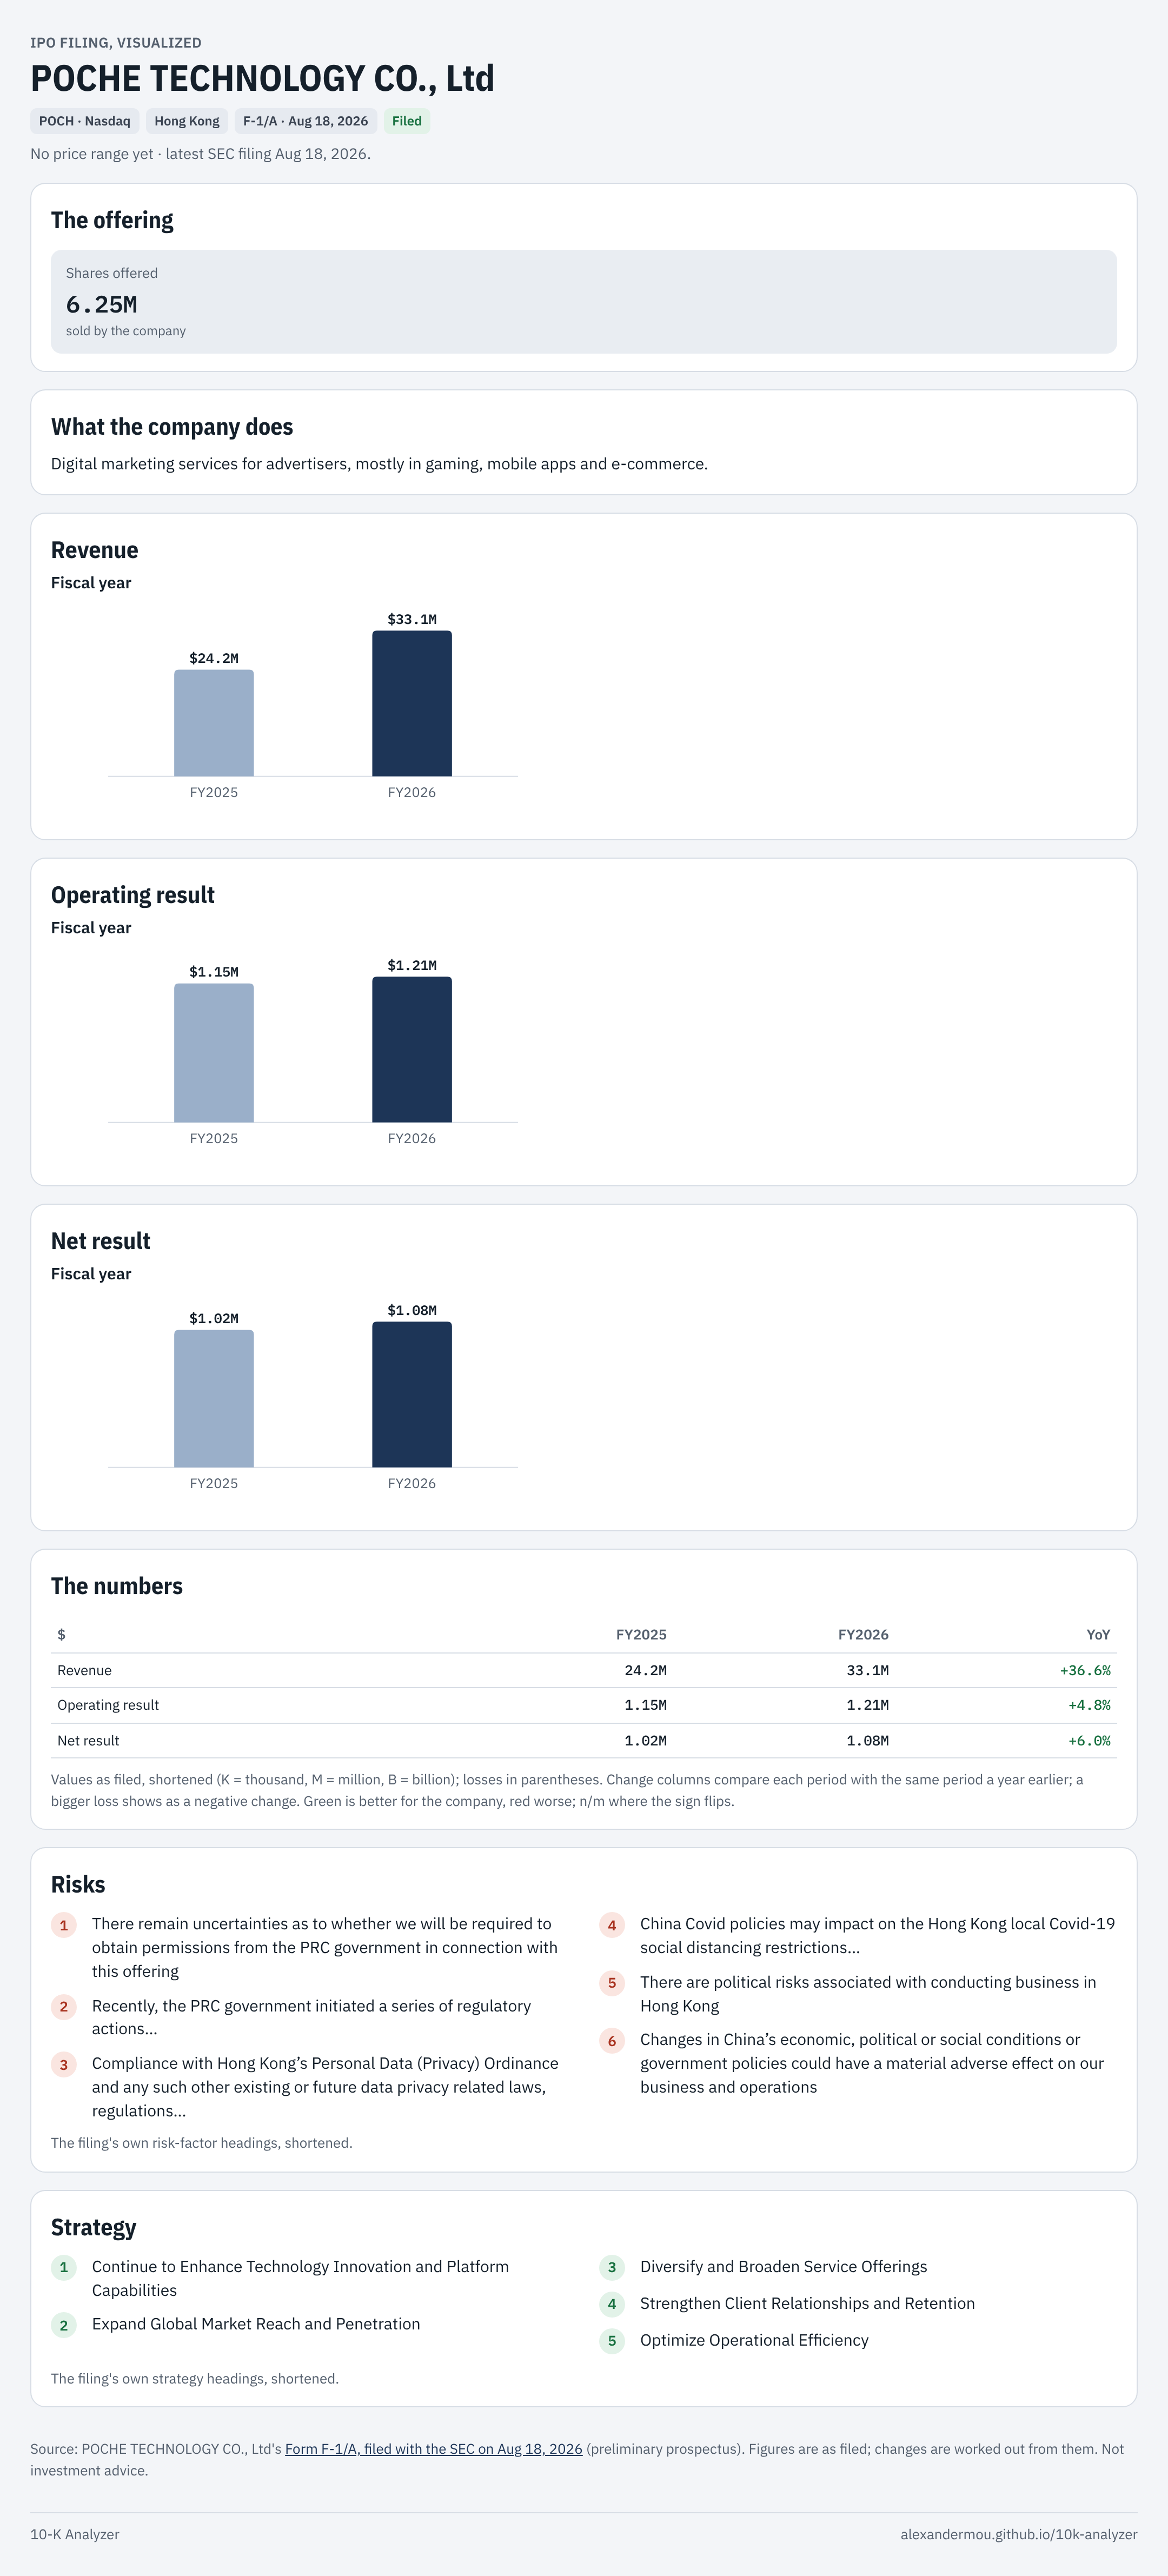 IPO FILING, VISUALIZED
POCHE TECHNOLOGY CO., Ltd
POCH · Nasdaq
Hong Kong
F-1/A · Aug 18, 2026
Filed
No price range yet · latest SEC filing Aug 18, 2026.
The offering
Shares offered
6.25M
sold by the company
What the company does
Digital marketing services for advertisers, mostly in gaming, mobile apps and e-commerce.
Revenue
Fiscal year
$24.2M
$33.1M
FY2025
FY2026
Operating result
Fiscal year
$1.15M
$1.21M
FY2025
FY2026
Net result
Fiscal year
$1.02M
$1.08M
FY2025
FY2026
The numbers
$ FY2025 FY2026 YoY
Revenue 24.2M 33.1M +36.6%
Operating result 1.15M 1.21M +4.8%
Net result 1.02M 1.08M +6.0%
Values as filed, shortened (K = thousand, M = million, B = billion); losses in parentheses. Change columns compare each period with the same period a year earlier; a
bigger loss shows as a negative change. Green is better for the company, red worse; n/m where the sign flips.
Risks
1 There remain uncertainties as to whether we will be required to
obtain permissions from the PRC government in connection with
this offering
2 Recently, the PRC government initiated a series of regulatory
actions…
3 Compliance with Hong Kong’s Personal Data (Privacy) Ordinance
and any such other existing or future data privacy related laws,
regulations…
4 China Covid policies may impact on the Hong Kong local Covid-19
social distancing restrictions…
5 There are political risks associated with conducting business in
Hong Kong
6 Changes in China’s economic, political or social conditions or
government policies could have a material adverse effect on our
business and operations
The filing's own risk-factor headings, shortened.
Strategy
1 Continue to Enhance Technology Innovation and Platform
Capabilities
2 Expand Global Market Reach and Penetration
3 Diversify and Broaden Service Offerings
4 Strengthen Client Relationships and Retention
5 Optimize Operational Efficiency
The filing's own strategy headings, shortened.
Source: POCHE TECHNOLOGY CO., Ltd's Form F-1/A, filed with the SEC on Aug 18, 2026 (preliminary prospectus). Figures are as filed; changes are worked out from them. Not
investment advice.
10-K Analyzer
alexandermou.github.io/10k-analyzer